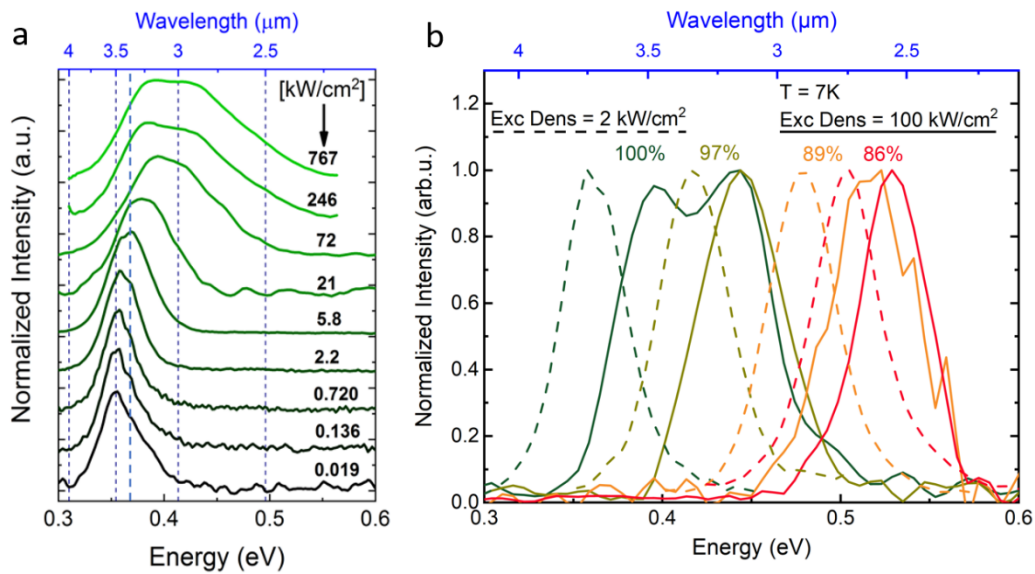 a
Wavelength (μm)
4 3.5 3 2.5
[kW/cm²]
767
246
72
21
5.8
2.2
0.720
0.136
0.019
Normalized Intensity (a.u.)
0.3 0.4 0.5 0.6
Energy (eV)
b
Wavelength (μm)
4 3.5 3 2.5
T = 7K
Exc Dens = 2 kW/cm² Exc Dens = 100 kW/cm²
100% 97% 89% 86%
Normalized Intensity (arb.u.)
1.2
1.0
0.8
0.6
0.4
0.2
0.0
0.3 0.4 0.5 0.6
Energy (eV)